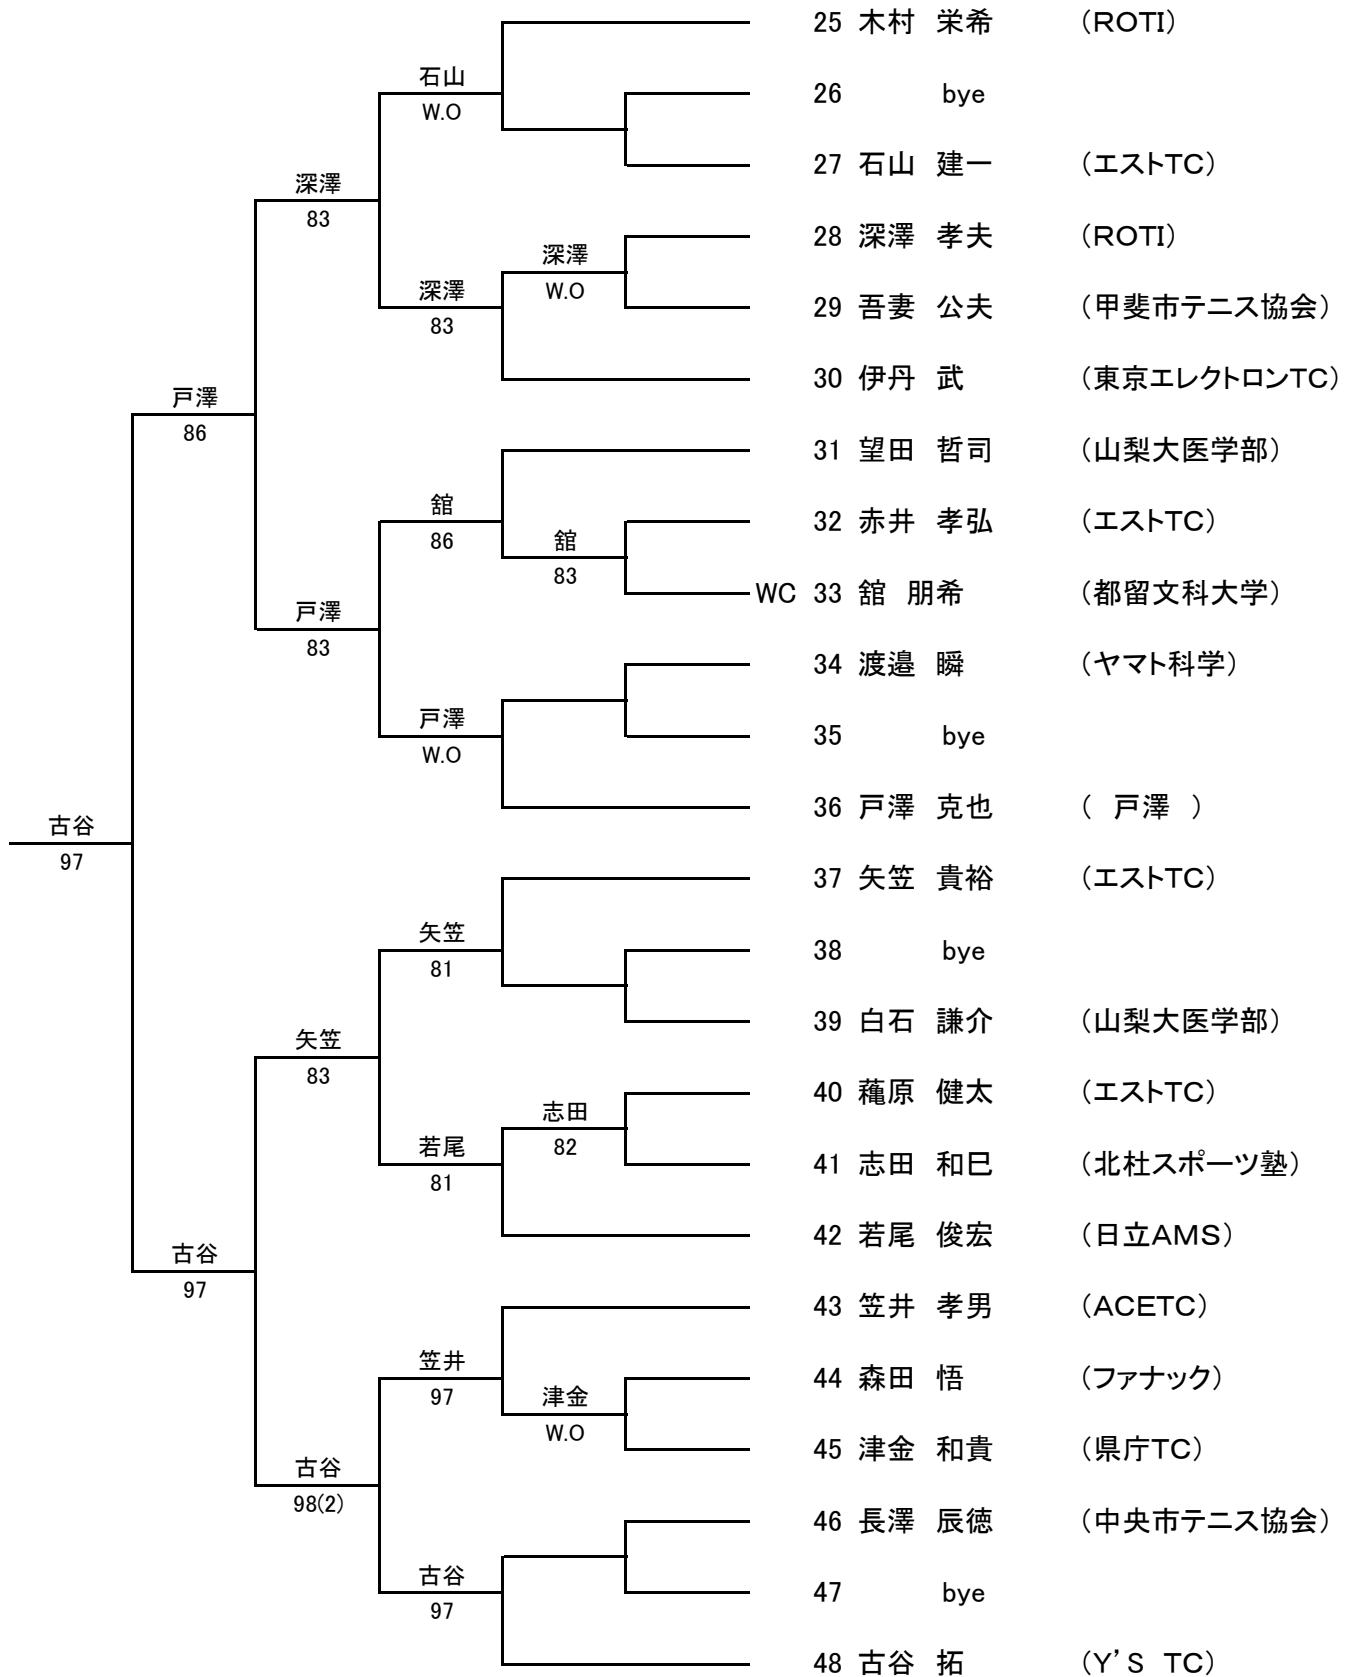 25 木村 栄希 (ROTI)
石山
W.O
26 bye
27 石山 建一 (エストTC)
深澤
83
28 深澤 孝夫 (ROTI)
深澤
W.O
深澤
83
29 吾妻 公夫 (甲斐市テニス協会)
30 伊丹 武 (東京エレクトロンTC)
戸澤
86
31 望田 哲司 (山梨大医学部)
舘
86
32 赤井 孝弘 (エストTC)
舘
83
WC 33 舘 朋希 (都留文科大学)
戸澤
83
34 渡邉 瞬 (ヤマト科学)
戸澤
W.O
35 bye
36 戸澤 克也 ( 戸澤 )
古谷
97
37 矢笠 貴裕 (エストTC)
矢笠
81
38 bye
39 白石 謙介 (山梨大医学部)
矢笠
83
40 蘒原 健太 (エストTC)
志田
82
若尾
81
41 志田 和巳 (北杜スポーツ塾)
42 若尾 俊宏 (日立AMS)
古谷
97
43 笠井 孝男 (ACETC)
笠井
97
44 森田 悟 (ファナック)
津金
W.O
45 津金 和貴 (県庁TC)
古谷
98(2)
46 長澤 辰徳 (中央市テニス協会)
古谷
97
47 bye
48 古谷 拓 (Y'S TC)